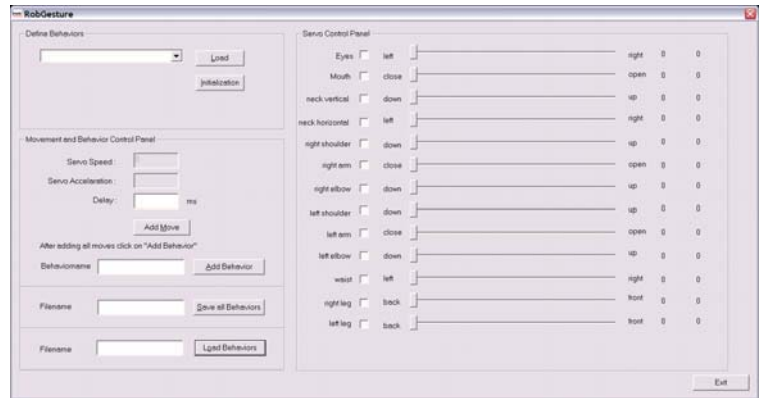 RobGesture
Define Behaviors
Load
Initialization
Movement and Behavior Control Panel
Servo Speed :
Servo Accelaration :
Delay : ms
Add Move
After adding all moves click on "Add Behavior"
Behaviorname Add Behavior
Filename Save all Behaviors
Filename Load Behaviors
Servo Control Panel
Eyes left right 0 0
Mouth close open 0 0
neck vertical down up 0 0
neck horizontal left right 0 0
right shoulder down up 0 0
right arm close open 0 0
right elbow down up 0 0
left shoulder down up 0 0
left arm close open 0 0
left elbow down up 0 0
waist left right 0 0
right leg back front 0 0
left leg back front 0 0
Exit